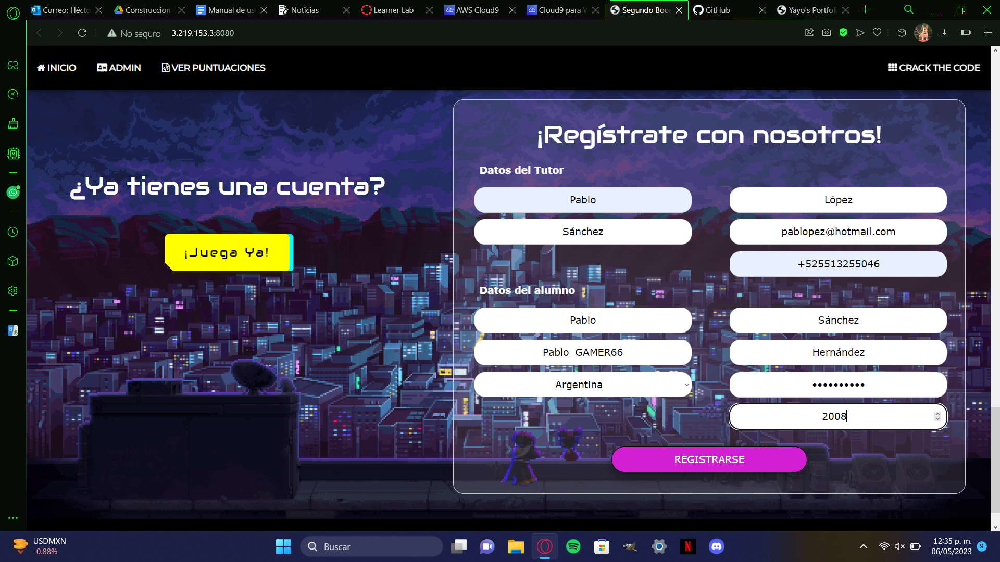 Correo: Hécto
Construccion
Manual de us
Noticias
Learner Lab
AWS Cloud9
Cloud9 para V
Segundo Boce
GitHub
Yayo's Portfoli
No seguro
3.219.153.3:8080
INICIO
ADMIN
VER PUNTUACIONES
CRACK THE CODE
¿Ya tienes una cuenta?
¡Juega Ya!
¡Regístrate con nosotros!
Datos del Tutor
Pablo
López
Sánchez
pablopez@hotmail.com
+525513255046
Datos del alumno
Pablo
Sánchez
Pablo_GAMER66
Hernández
Argentina
••••••••••
2008
REGISTRARSE
USDMXN
-0.88%
Buscar
12:35 p. m.
06/05/2023
9